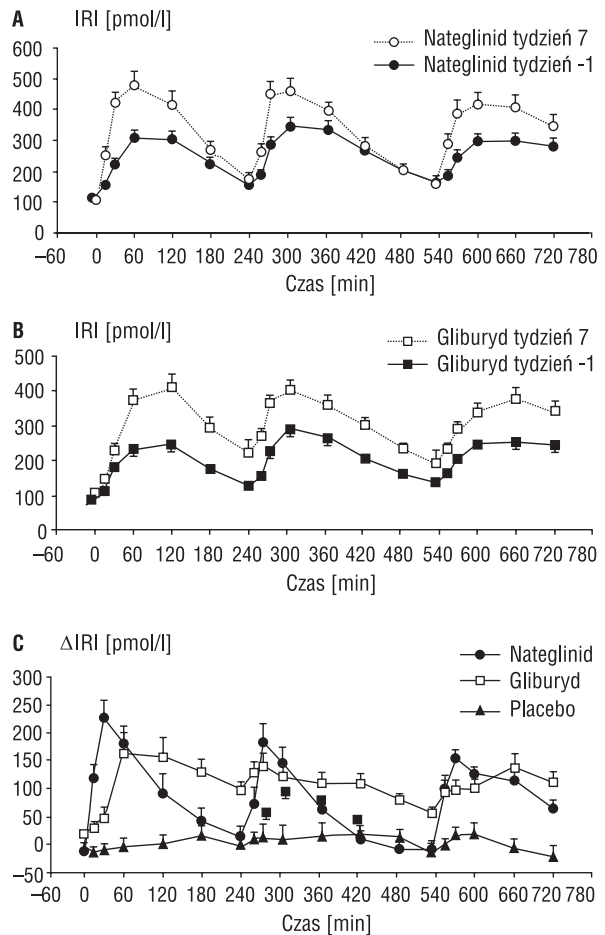 A IRI [pmol/l]
Nateglinid tydzień 7
Nateglinid tydzień -1
600
500
400
300
200
100
0
–60 0 60 120 180 240 300 360 420 480 540 600 660 720 780
Czas [min]
B IRI [pmol/l]
Gliburyd tydzień 7
Gliburyd tydzień -1
500
400
300
200
100
0
–60 0 60 120 180 240 300 360 420 480 540 600 660 720 780
Czas [min]
C ΔIRI [pmol/l]
Nateglinid
Gliburyd
Placebo
300
250
200
150
100
50
0
–50
0 60 120 180 240 300 360 420 480 540 600 660 720 780
Czas [min]